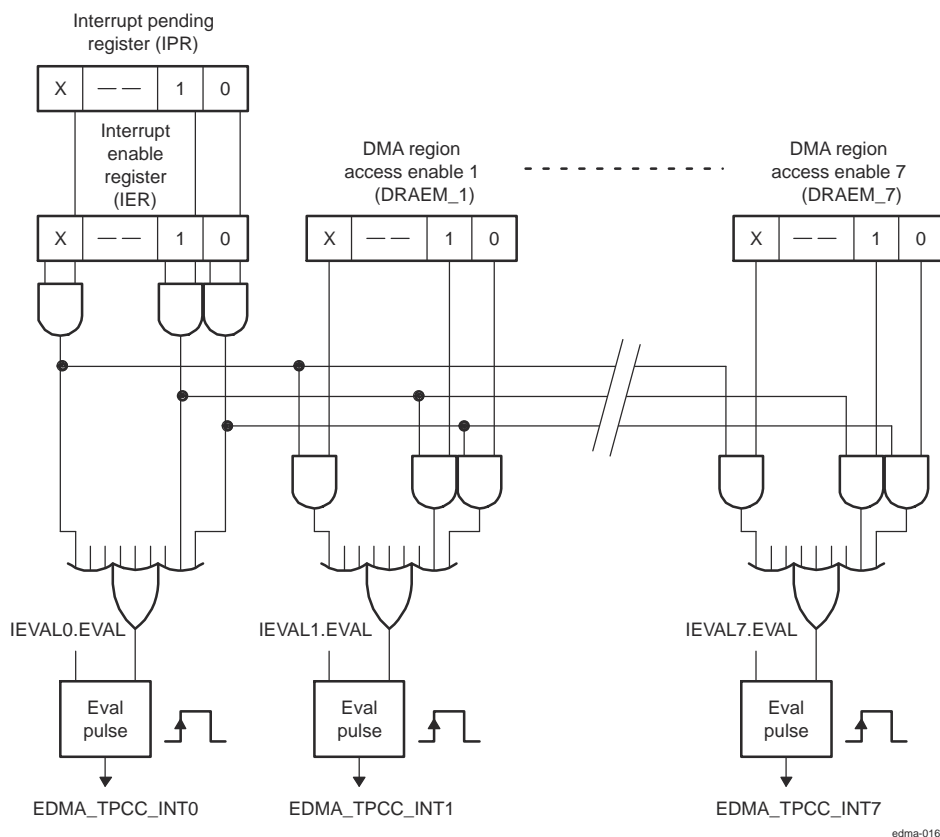 Interrupt pending
register (IPR)
X — — 1 0
Interrupt
enable
register
(IER)
DMA region
access enable 1
(DRAEM_1)
DMA region
access enable 7
(DRAEM_7)
X — — 1 0
X — — 1 0
X — — 1 0
IEVAL0.EVAL
IEVAL1.EVAL
IEVAL7.EVAL
Eval
pulse
Eval
pulse
Eval
pulse
EDMA_TPCC_INT0
EDMA_TPCC_INT1
EDMA_TPCC_INT7
edma-016